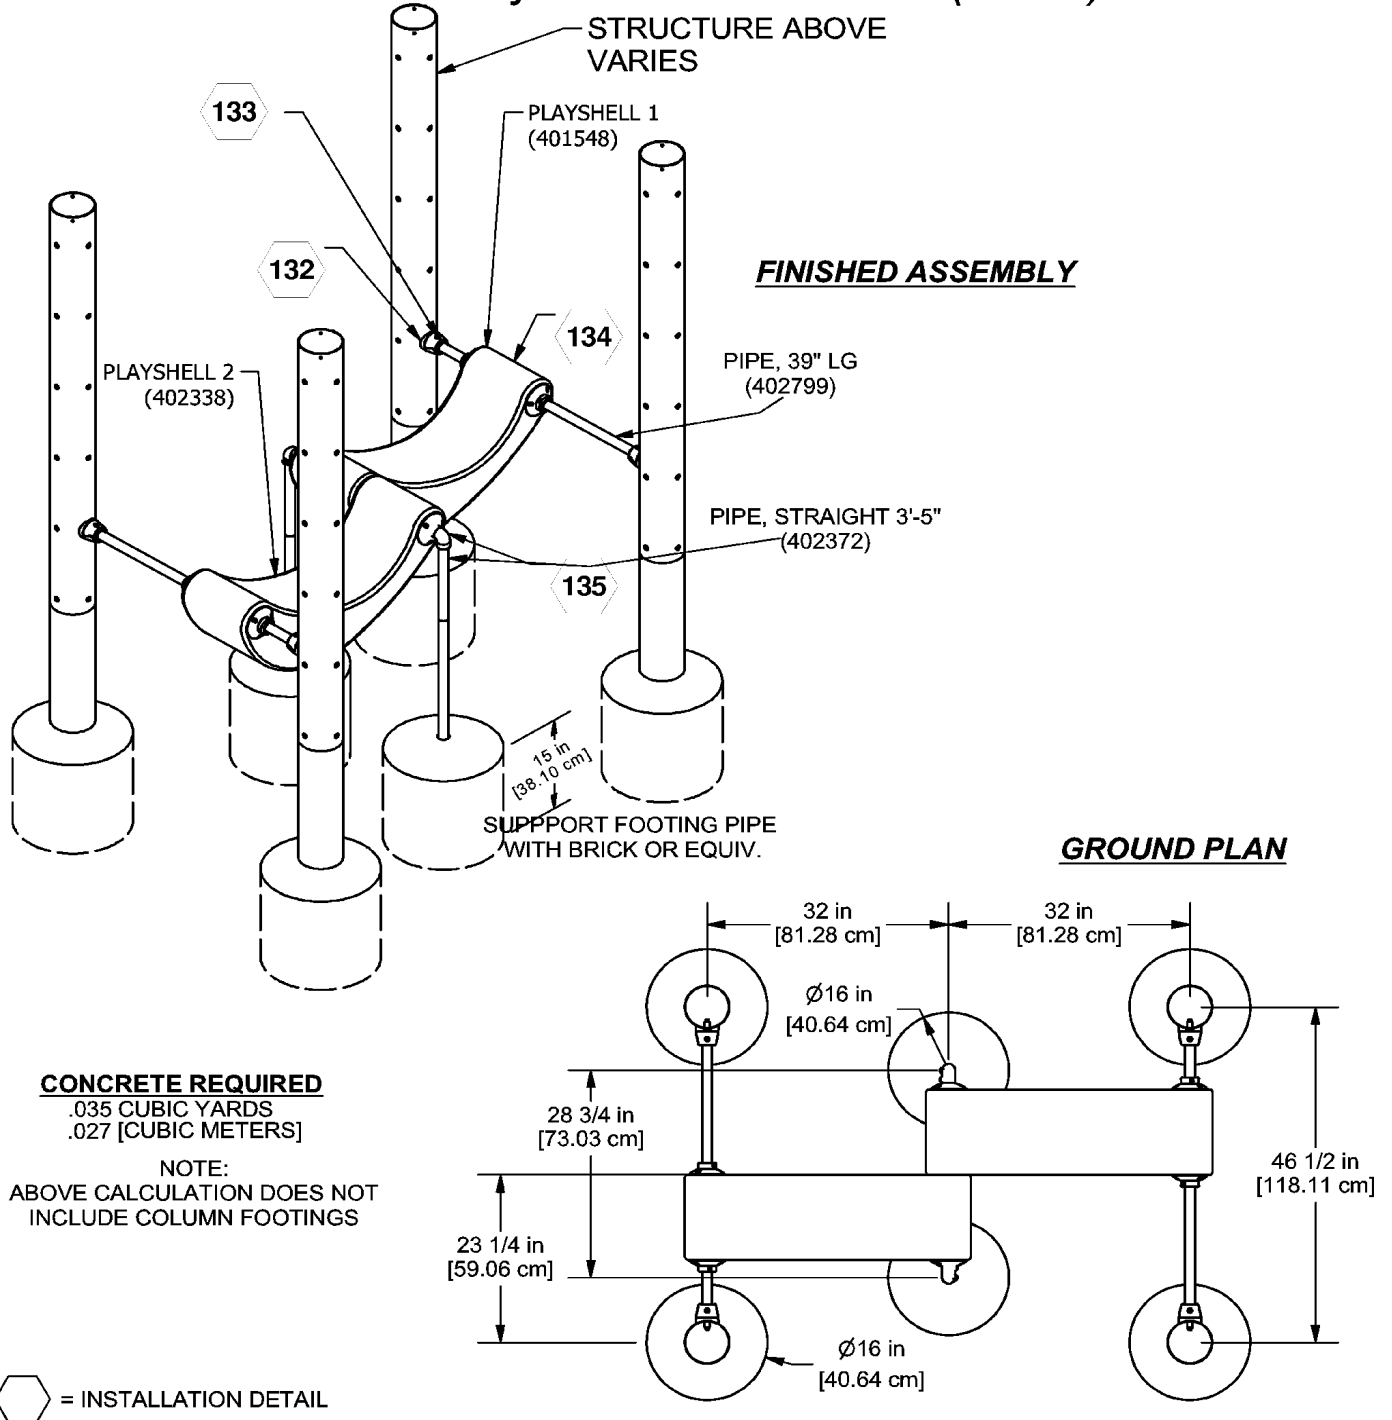 STRUCTURE ABOVE
VARIES
133
PLAYSHELL 1
(401548)
132
FINISHED ASSEMBLY
134
PLAYSHELL 2
(402338)
PIPE, 39" LG
(402799)
PIPE, STRAIGHT 3'-5"
(402372)
135
15 in
[38.10 cm]
SUPPPORT FOOTING PIPE
WITH BRICK OR EQUIV.
GROUND PLAN
32 in
[81.28 cm]
32 in
[81.28 cm]
Ø16 in
[40.64 cm]
CONCRETE REQUIRED
.035 CUBIC YARDS
.027 [CUBIC METERS]
NOTE:
ABOVE CALCULATION DOES NOT
INCLUDE COLUMN FOOTINGS
28 3/4 in
[73.03 cm]
46 1/2 in
[118.11 cm]
23 1/4 in
[59.06 cm]
Ø16 in
[40.64 cm]
= INSTALLATION DETAIL